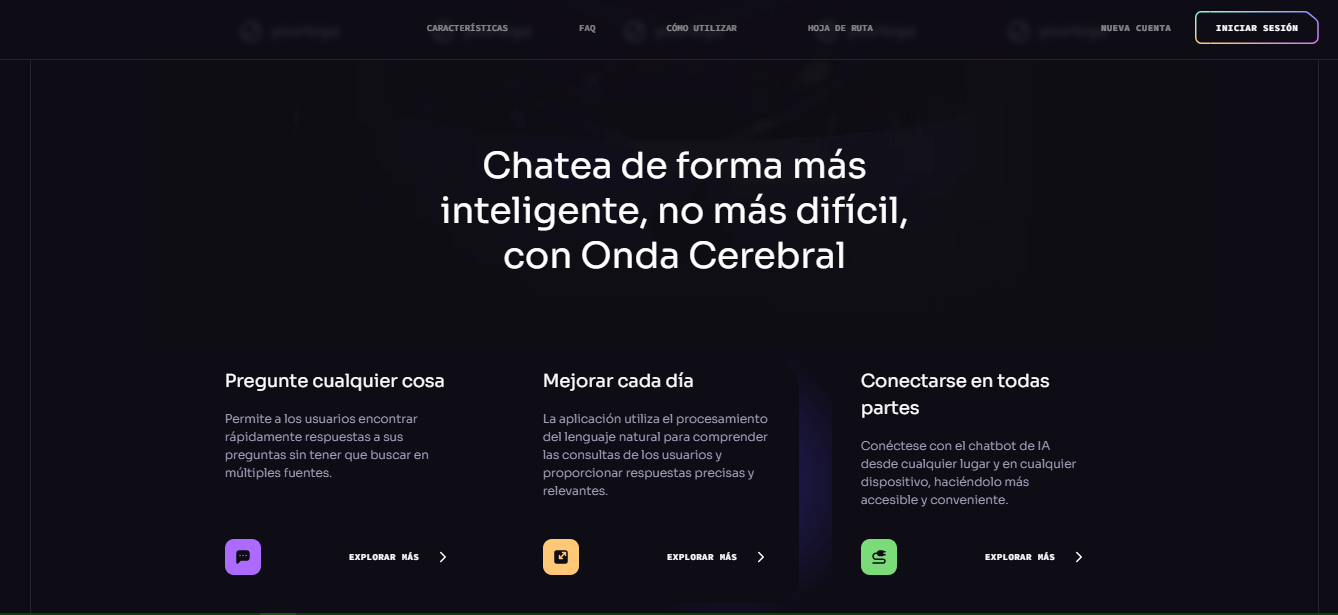 CARACTERÍSTICAS
FAQ
CÓMO UTILIZAR
HOJA DE RUTA
NUEVA CUENTA
INICIAR SESIÓN
Chatea de forma más
inteligente, no más difícil,
con Onda Cerebral
Pregunte cualquier cosa
Permite a los usuarios encontrar
rápidamente respuestas a sus
preguntas sin tener que buscar en
múltiples fuentes.
EXPLORAR MÁS
Mejorar cada día
La aplicación utiliza el procesamiento
del lenguaje natural para comprender
las consultas de los usuarios y
proporcionar respuestas precisas y
relevantes.
EXPLORAR MÁS
Conectarse en todas
partes
Conéctese con el chatbot de IA
desde cualquier lugar y en cualquier
dispositivo, haciéndolo más
accesible y conveniente.
EXPLORAR MÁS